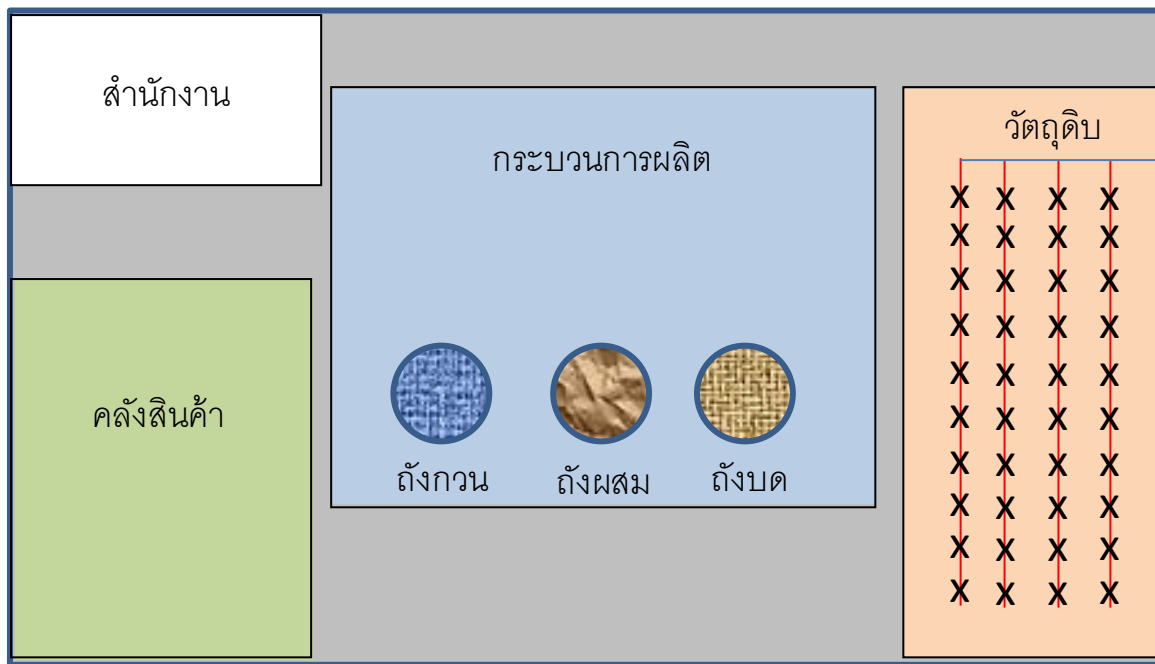 สำนักงาน
กระบวนการผลิต
วัตถุดิบ
คลังสินค้า
ถังกวน
ถังผสม
ถังบด
X X X X
X X X X
X X X X
X X X X
X X X X
X X X X
X X X X
X X X X
X X X X
X X X X